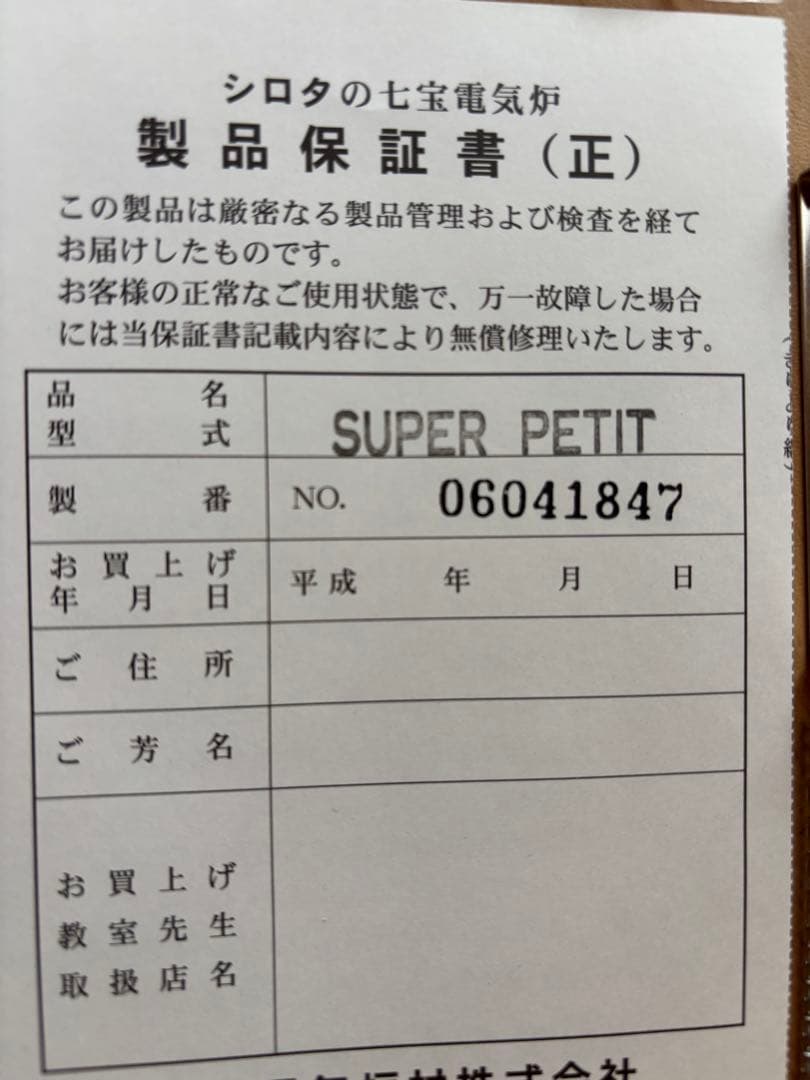 シロタの七宝電気炉
製品保証書（正）
この製品は厳密なる製品管理および検査を経て
お届けしたものです。
お客様の正常なご使用状態で、万一故障した場合
には当保証書記載内容により無償修理いたします。
品名
型式
SUPER PETIT
製番
NO. 06041847
お買上げ
年月日
平成 年 月 日
ご住所
ご芳名
お買上げ
教室先生
取扱店名
株式会社